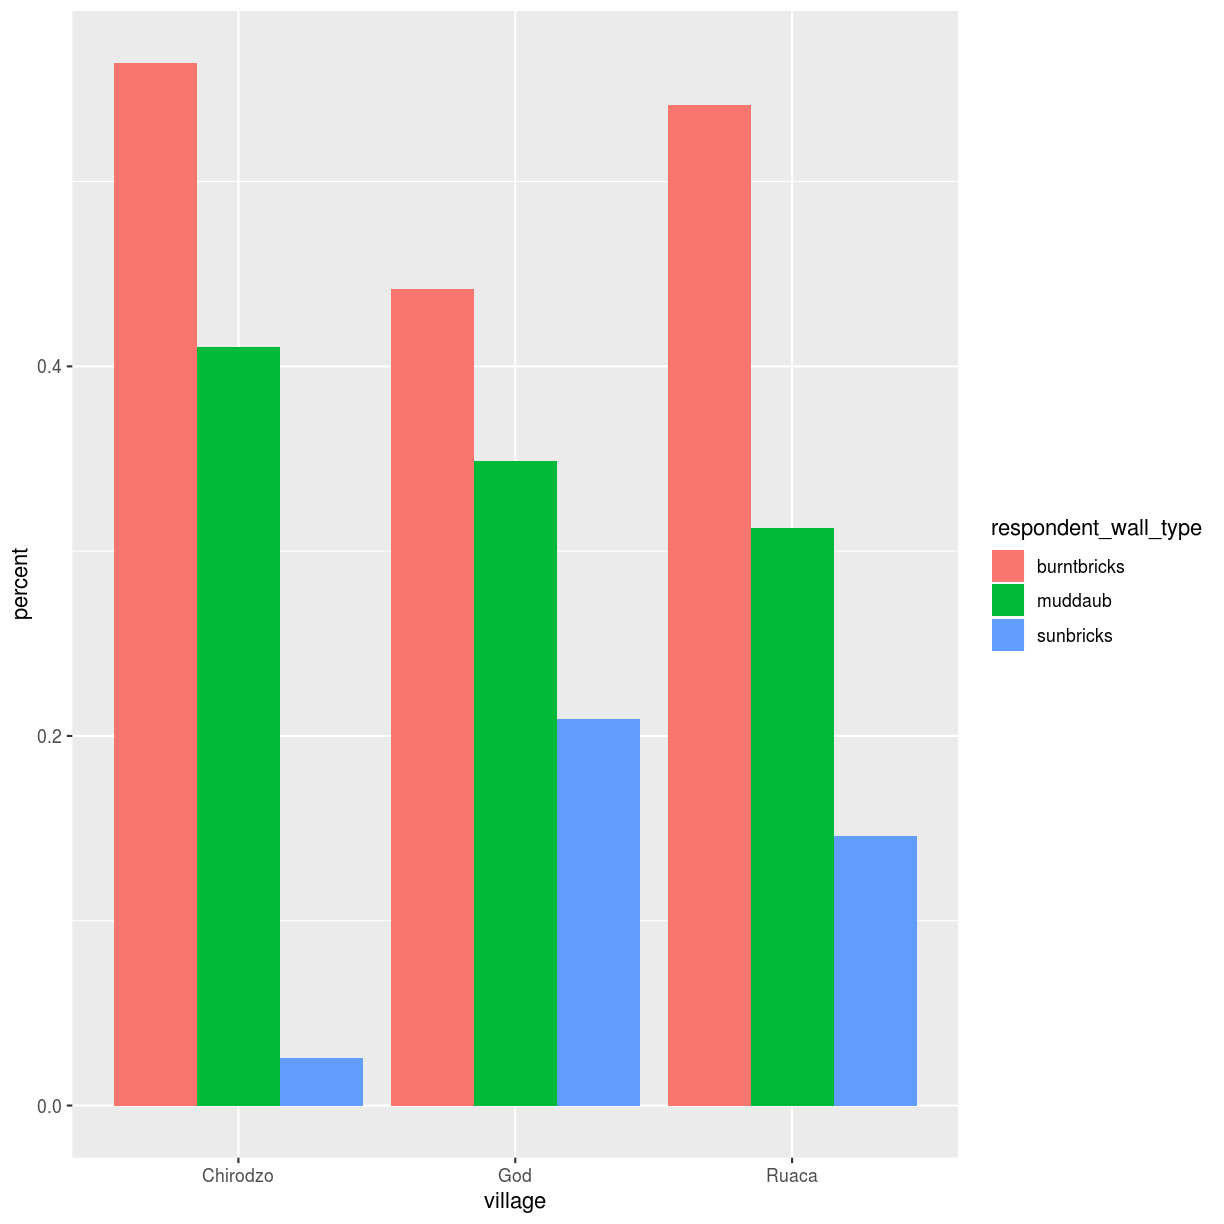 percent
0.4
0.2
0.0
Chirodzo God Ruaca
village
respondent_wall_type
burntbricks
muddaub
sunbricks